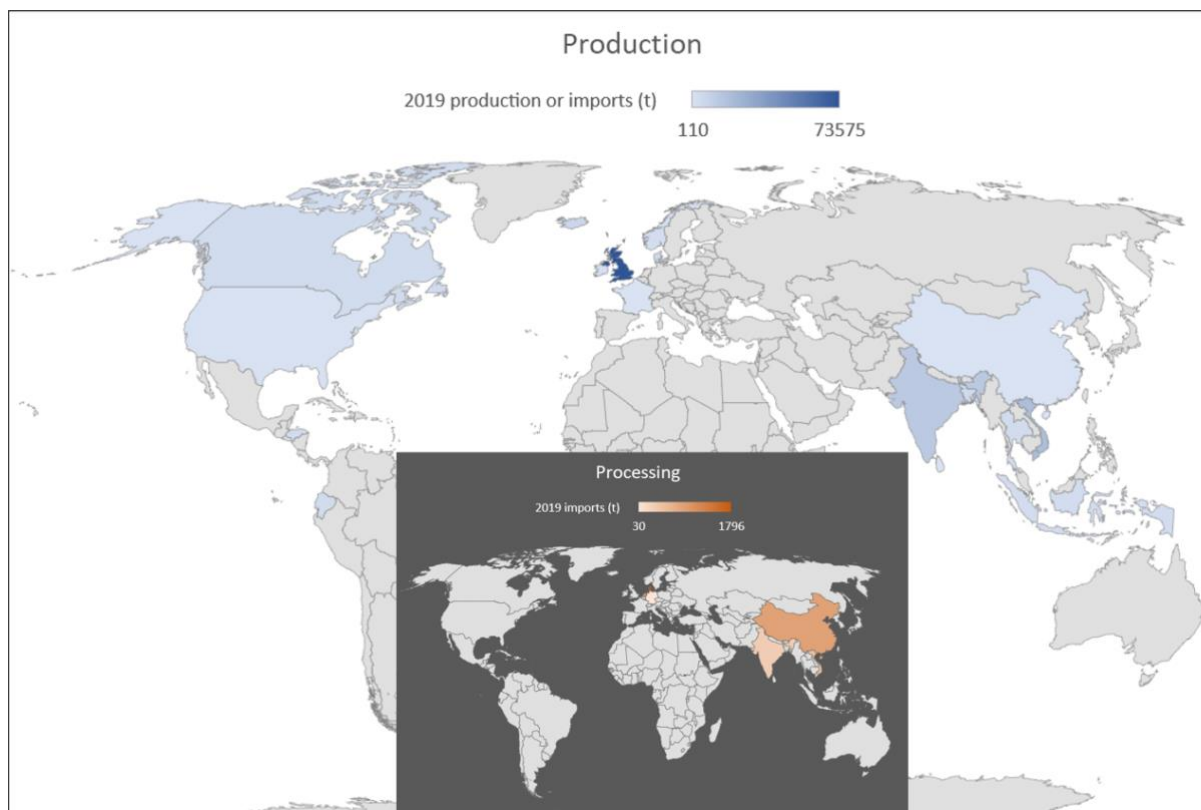 Production
2019 production or imports (t)
110 73575
Processing
2019 imports (t)
30 1796